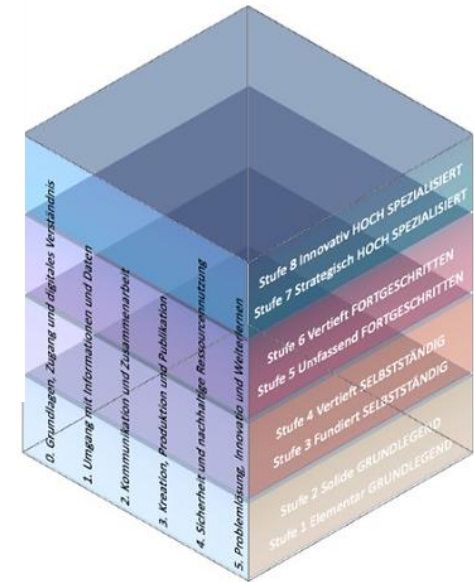 0. Grundlagen, Zugang und digitales Verständnis
1. Umgang mit Informationen und Daten
2. Kommunikation und Zusammenarbeit
3. Kreation, Produktion und Publikation
4. Sicherheit und nachhaltige Ressourcennutzung
5. Problemlösung, Innovatio und Weiterlernen
Stufe 8 Innovativ HOCH SPEZIALISIERT
Stufe 7 Strategisch HOCH SPEZIALISIERT
Stufe 6 Vertieft FORTGESCHRITTEN
Stufe 5 Umfassend FORTGESCHRITTEN
Stufe 4 Vertieft SELBSTSTÄNDIG
Stufe 3 Fundiert SELBSTSTÄNDIG
Stufe 2 Solide GRUNDLEGEND
Stufe 1 Elementar GRUNDLEGEND